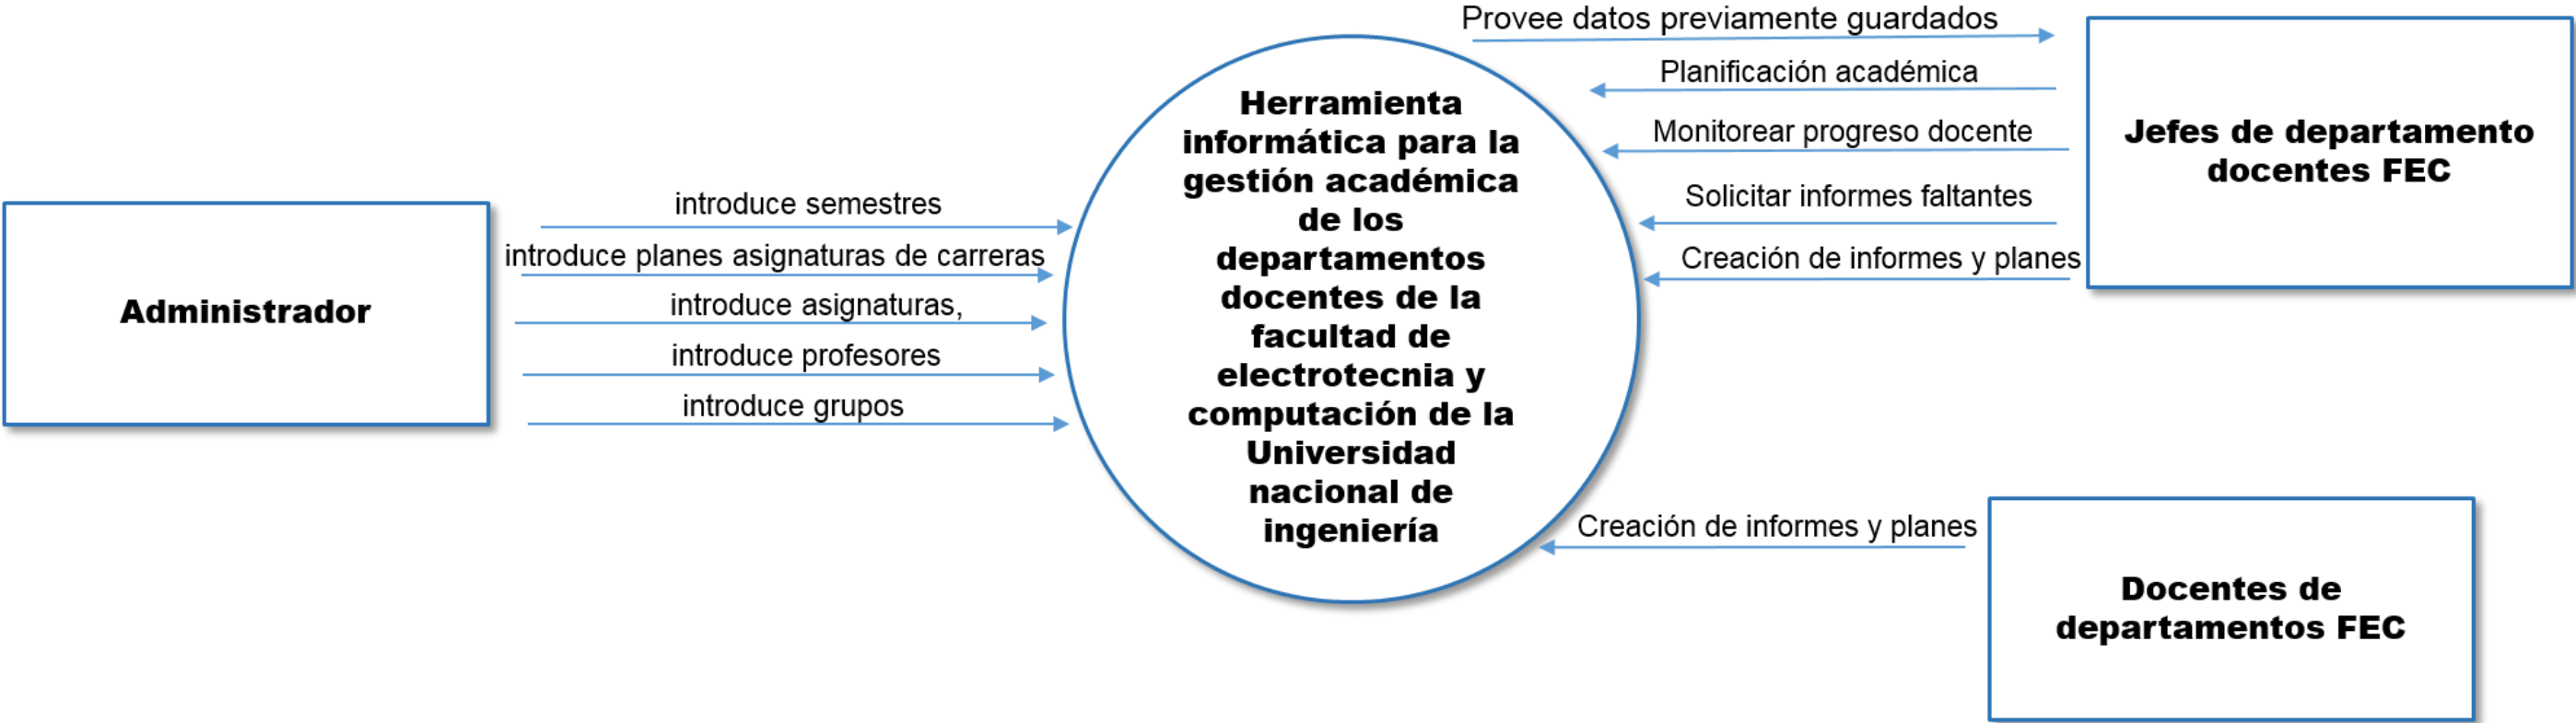 Administrador
introduce semestres
introduce planes asignaturas de carreras
introduce asignaturas,
introduce profesores
introduce grupos
Herramienta
informática para la
gestión académica
de los
departamentos
docentes de la
facultad de
electrotecnia y
computación de la
Universidad
nacional de
ingeniería
Provee datos previamente guardados
Planificación académica
Monitorear progreso docente
Solicitar informes faltantes
Creación de informes y planes
Jefes de departamento
docentes FEC
Creación de informes y planes
Docentes de
departamentos FEC